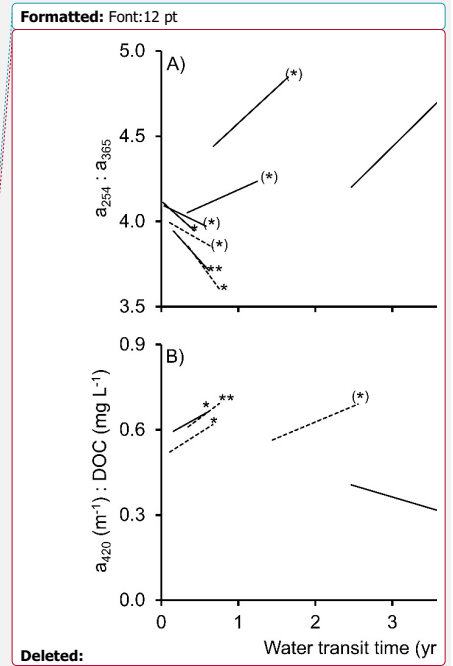 Formatted: Font:12 pt
5.0
A)
(*)
4.5
a254 : a365
(*)
4.0
*
(*)
(*)
**
*
3.5
0.9
B)
**
(*)
*
*
0.6
a420 (m-1) : DOC (mg L-1)
0.3
0.0
0 1 2 3
Water transit time (yr
Deleted: